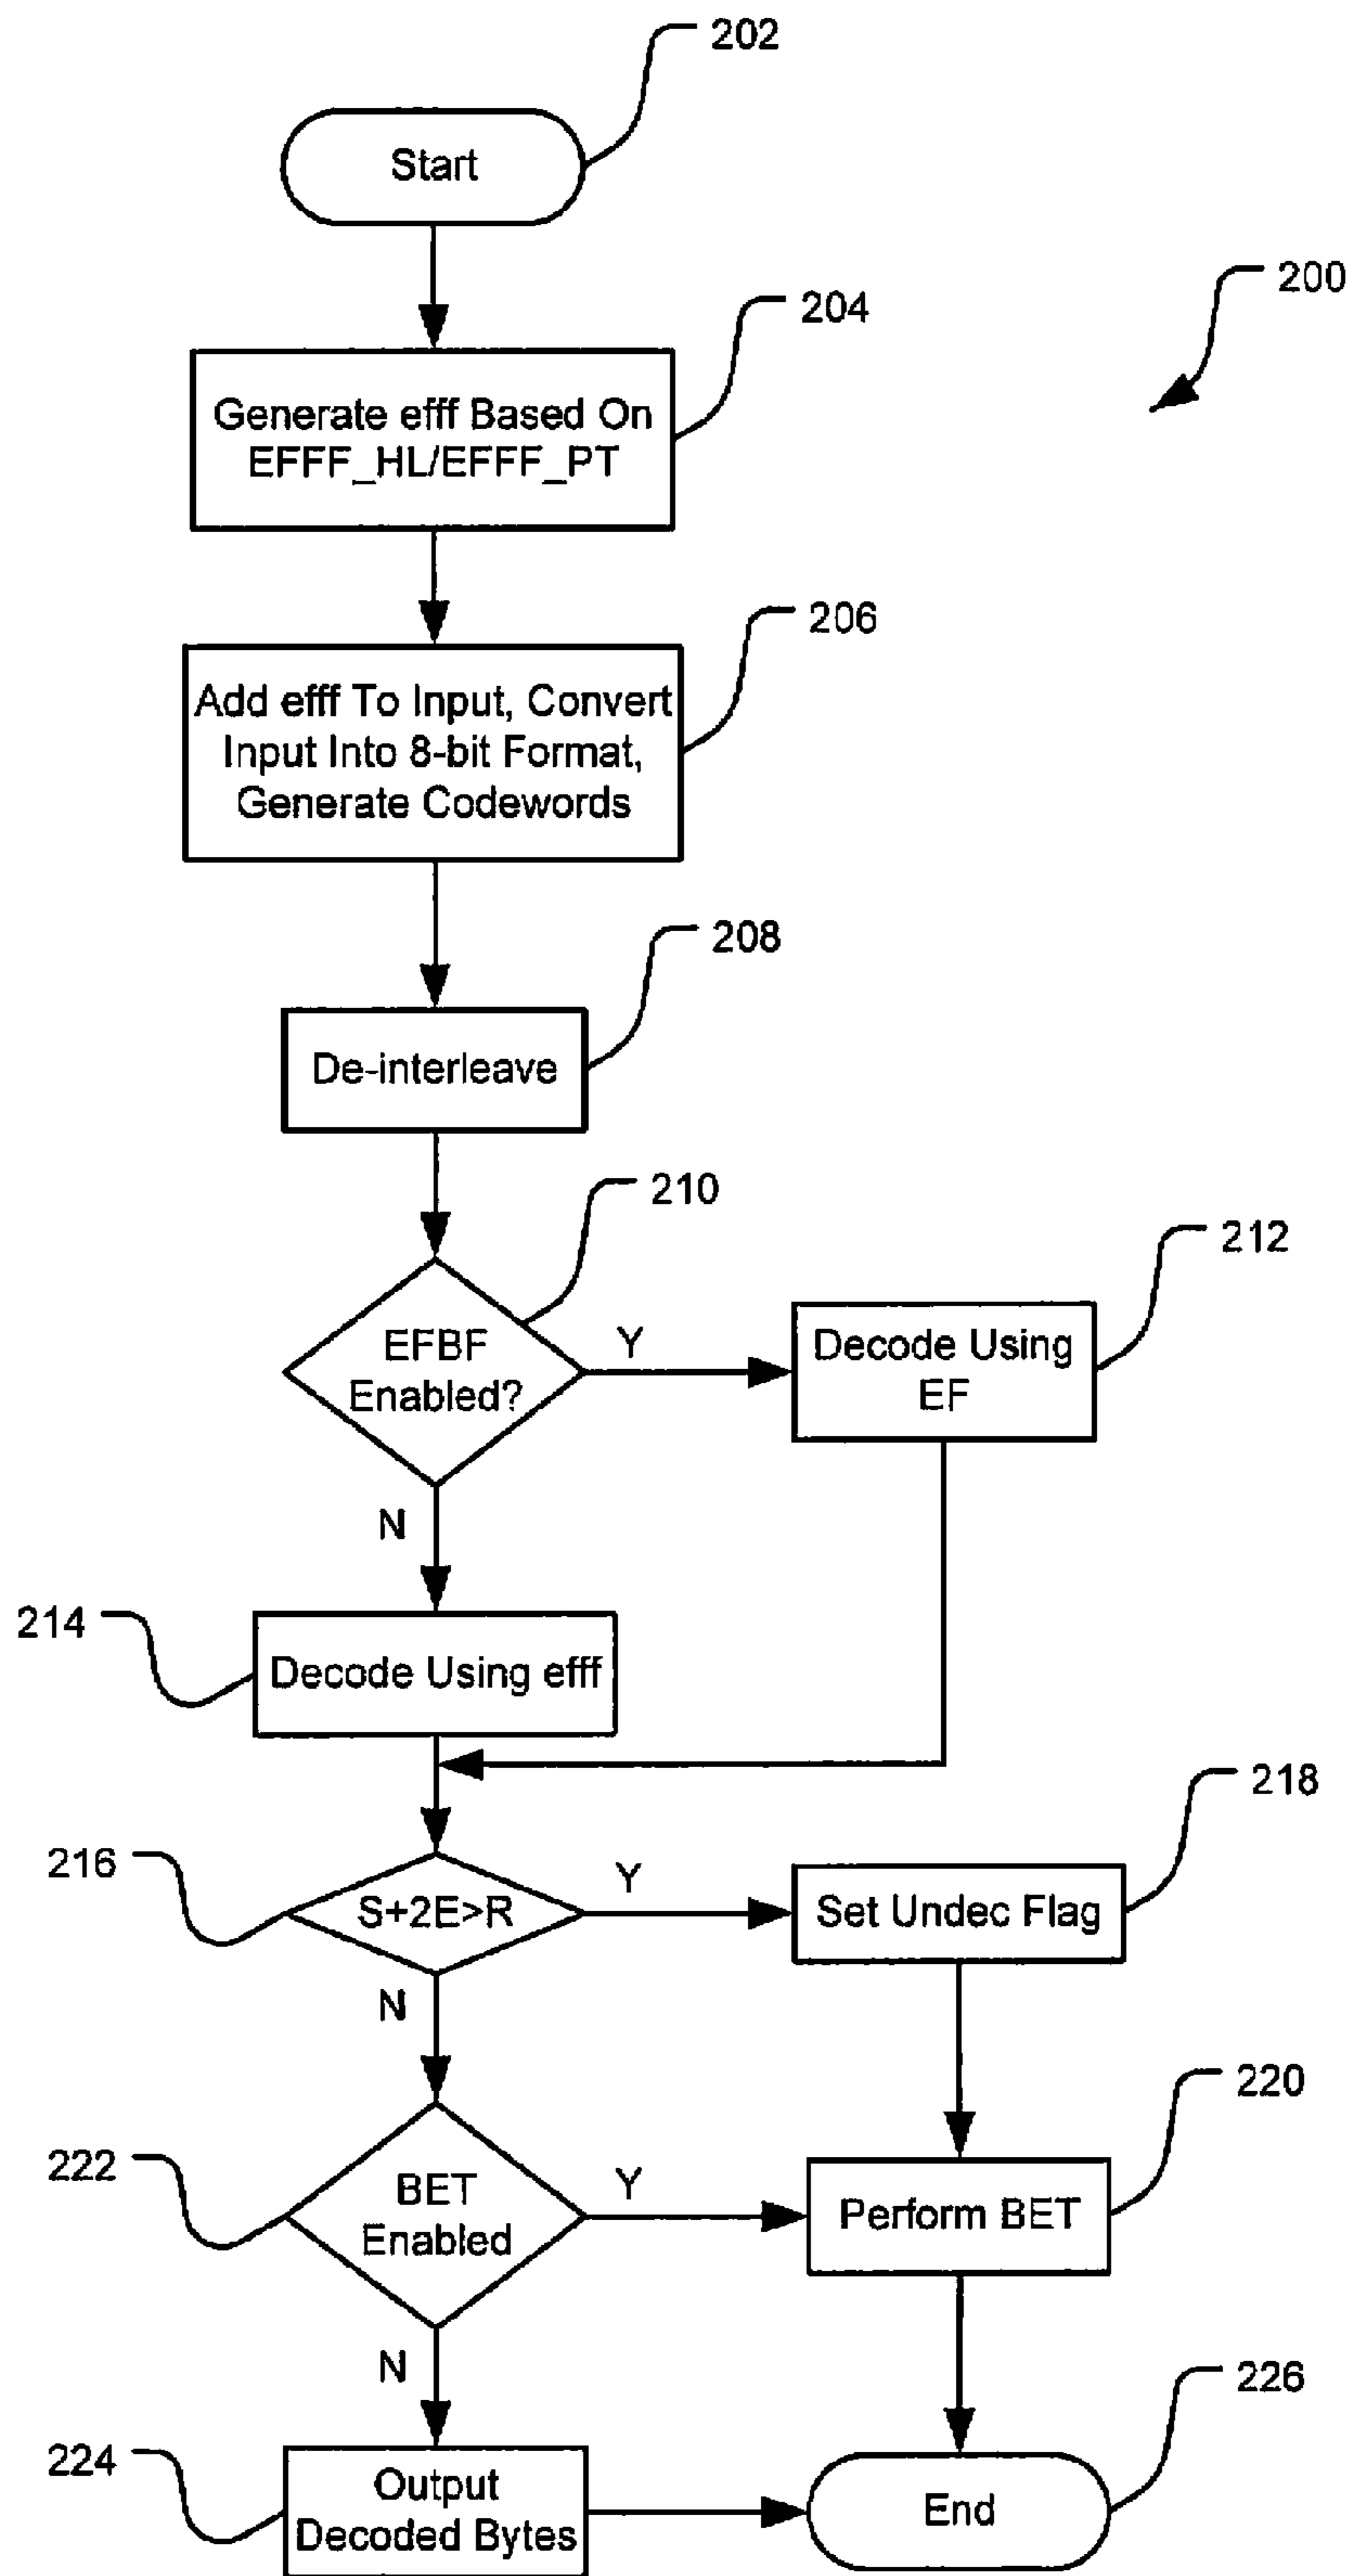 202
Start
200
204
Generate efff Based On
EFFF_HL/EFFF_PT
206
Add efff To Input, Convert
Input Into 8-bit Format,
Generate Codewords
208
De-interleave
210
212
EFBF
Enabled?
Y
Decode Using
EF
N
214
Decode Using efff
218
216
S+2E>R
Y
Set Undec Flag
N
220
222
BET
Enabled
Y
Perform BET
N
226
224
Output
Decoded Bytes
End